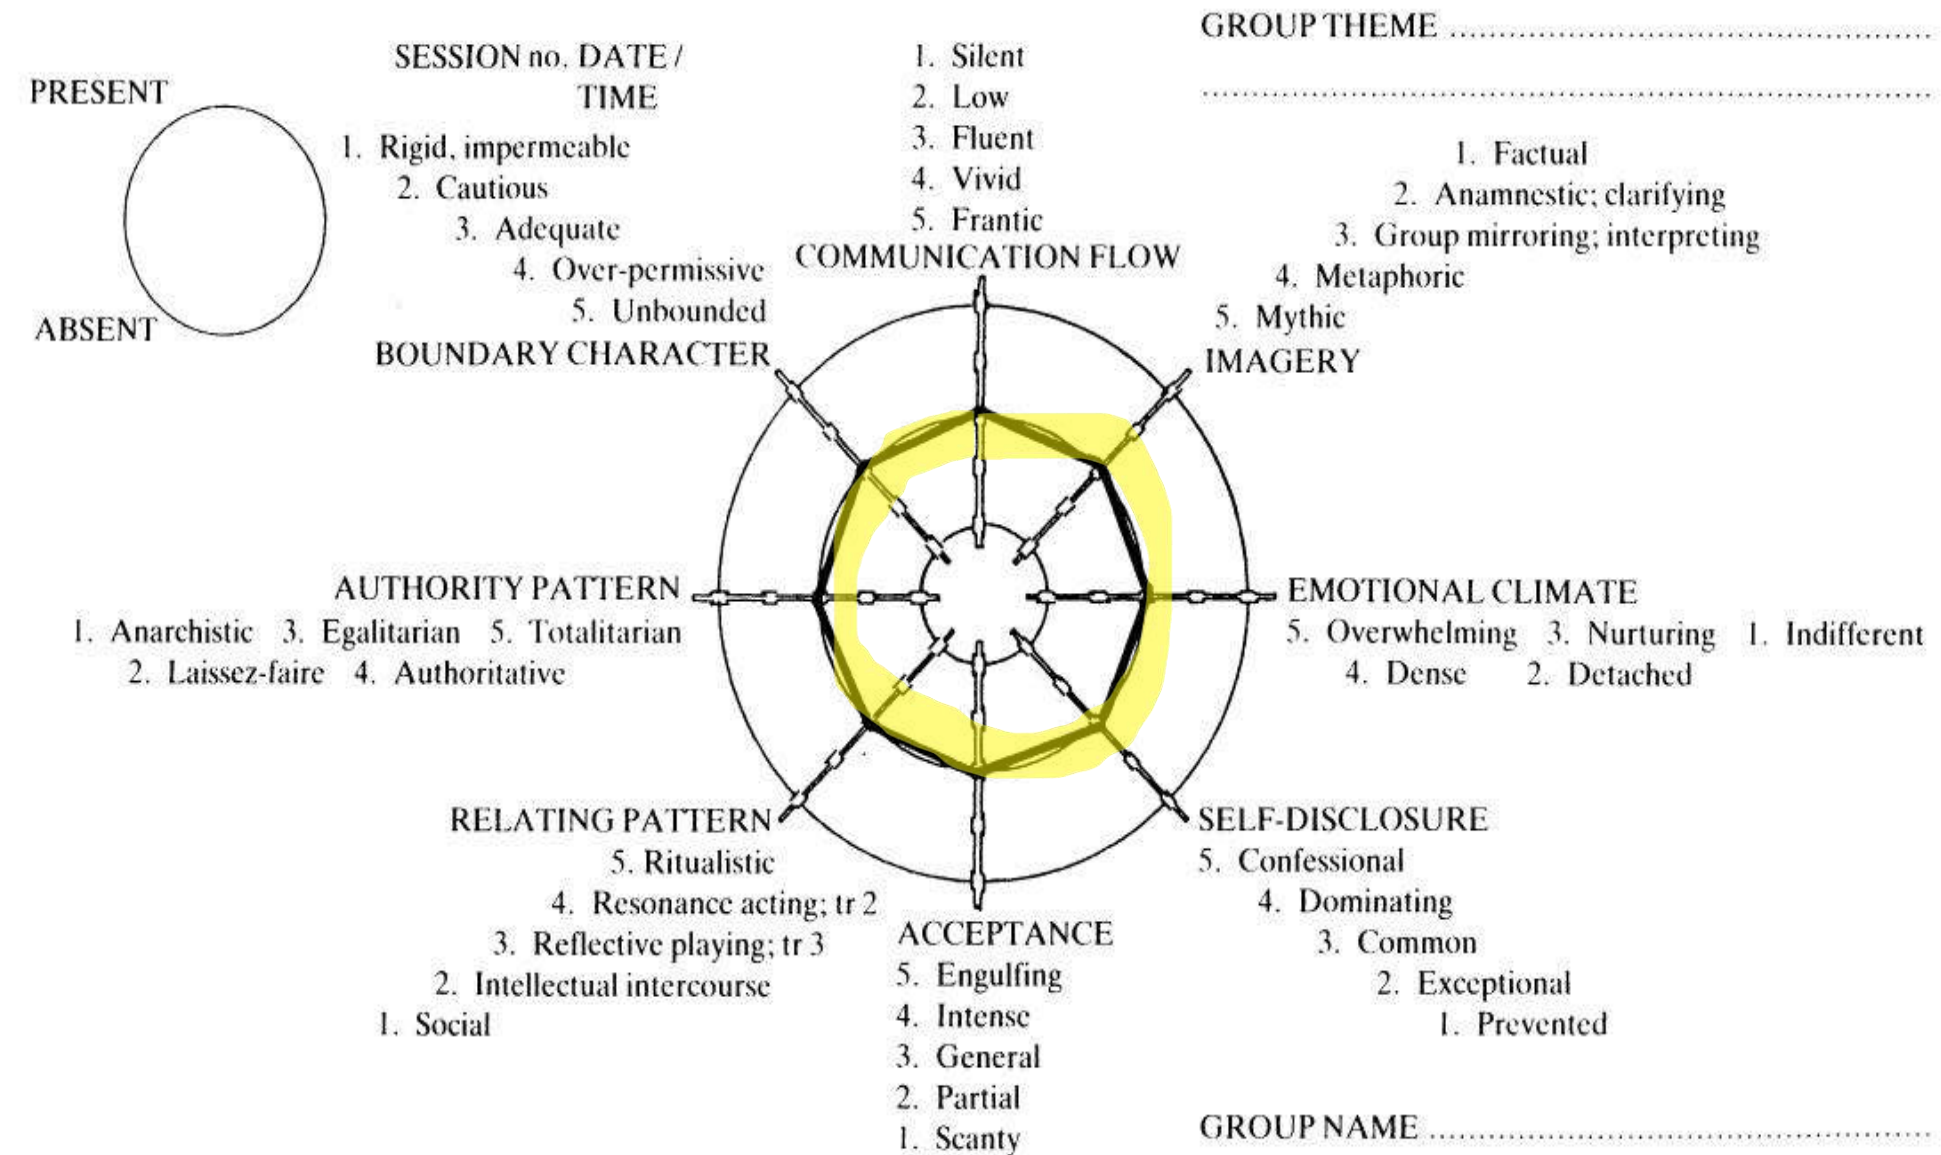 GROUP THEME ................................................
................................................................................
SESSION no. DATE /
TIME
PRESENT
ABSENT
1. Rigid, impermeable
2. Cautious
3. Adequate
4. Over-permissive
5. Unbounded
BOUNDARY CHARACTER
1. Silent
2. Low
3. Fluent
4. Vivid
5. Frantic
COMMUNICATION FLOW
1. Factual
2. Anamnestic; clarifying
3. Group mirroring; interpreting
4. Metaphoric
5. Mythic
IMAGERY
AUTHORITY PATTERN
1. Anarchistic 3. Egalitarian 5. Totalitarian
2. Laissez-faire 4. Authoritative
EMOTIONAL CLIMATE
5. Overwhelming 3. Nurturing 1. Indifferent
4. Dense 2. Detached
RELATING PATTERN
5. Ritualistic
4. Resonance acting; tr 2
3. Reflective playing; tr 3
2. Intellectual intercourse
1. Social
ACCEPTANCE
5. Engulfing
4. Intense
3. General
2. Partial
1. Scanty
SELF-DISCLOSURE
5. Confessional
4. Dominating
3. Common
2. Exceptional
1. Prevented
GROUP NAME ..................................................